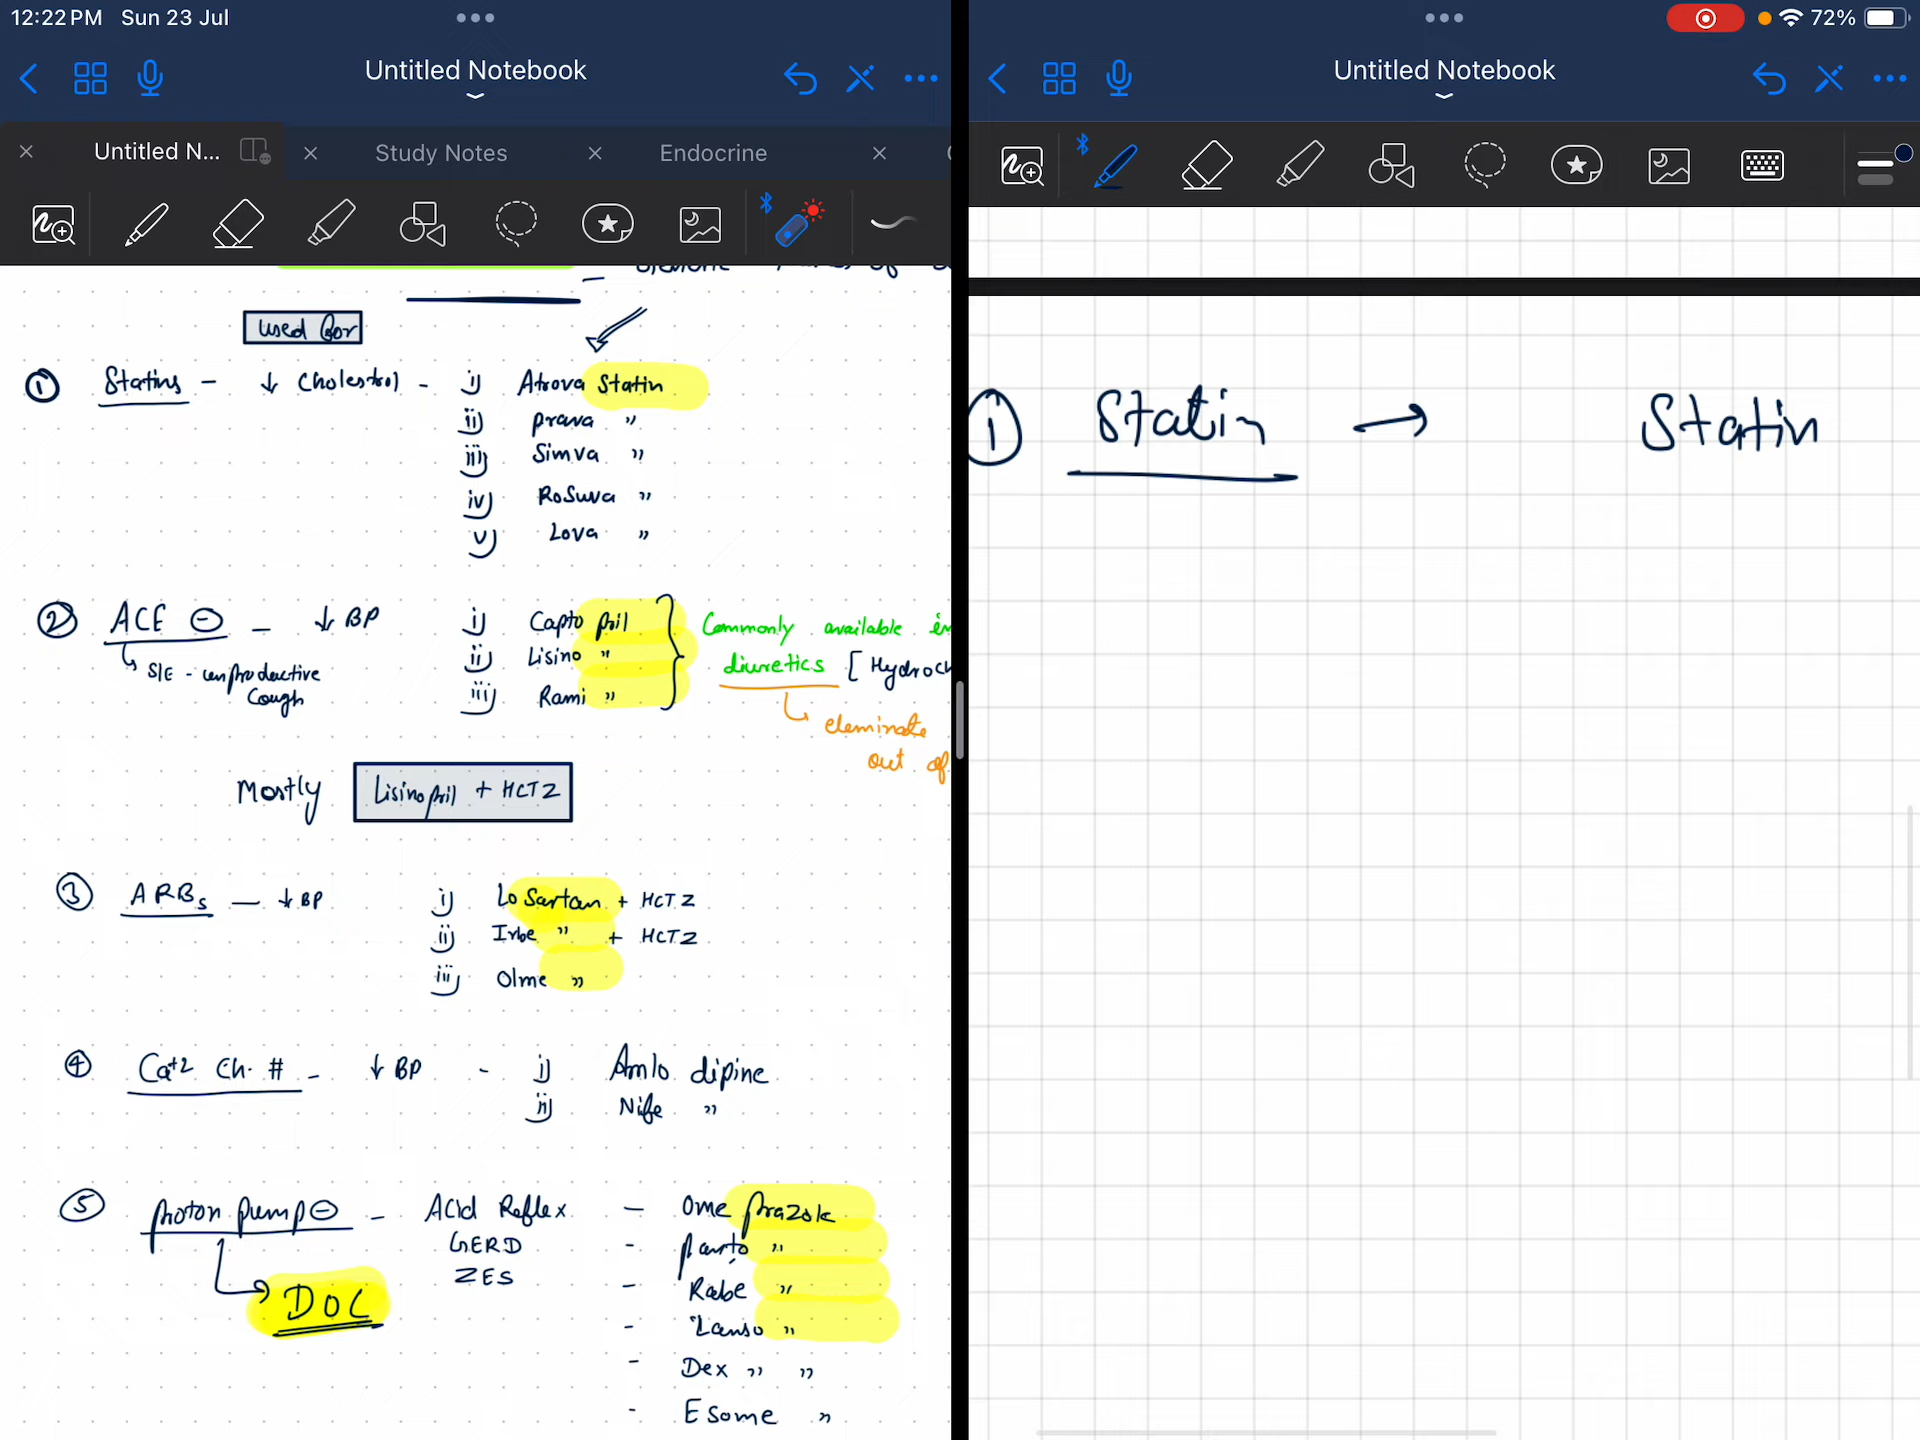 12:22 PM Sun 23 Jul
72%
Untitled Notebook
Untitled N...
Study Notes
Endocrine
used for
① Statins - ↓ Cholestrol - i) Atrova Statin
ii) prava "
iii) Simva "
iv) RoSuva "
v) Lova "
② ACE ⊖ - ↓ BP i) Capto pril
ii) Lisino "
iii) Rami "
S/E - unproductive
Cough
Commonly available in
diuretics [ Hydroch
eleminate
out of
Mostly Lisinopril + HCTZ
③ ARBs - ↓ BP i) Lo Sartan + HCTZ
ii) Irbe " + HCTZ
iii) Olme "
④ Ca+2 Ch. # - ↓ BP - i) Amlo dipine
ii) Nife "
⑤ proton pump ⊖ - Acid Reflex - Ome prazole
GERD - panto "
ZES - Rabe "
DOC - Lanso "
- Dex " "
- Esome "
Untitled Notebook
① Statin → Statin